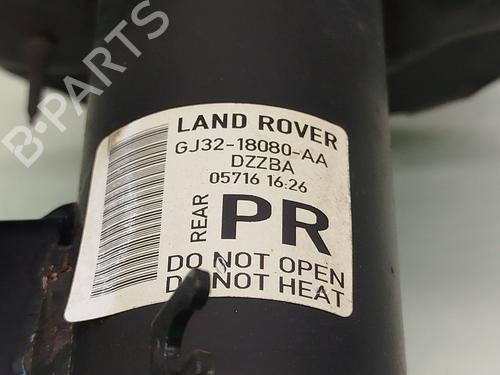 LAND ROVER
GJ32-18080-AA
DZZBA
05716 16:26
REAR
PR
DO NOT OPEN
DO NOT HEAT
B-PARTS